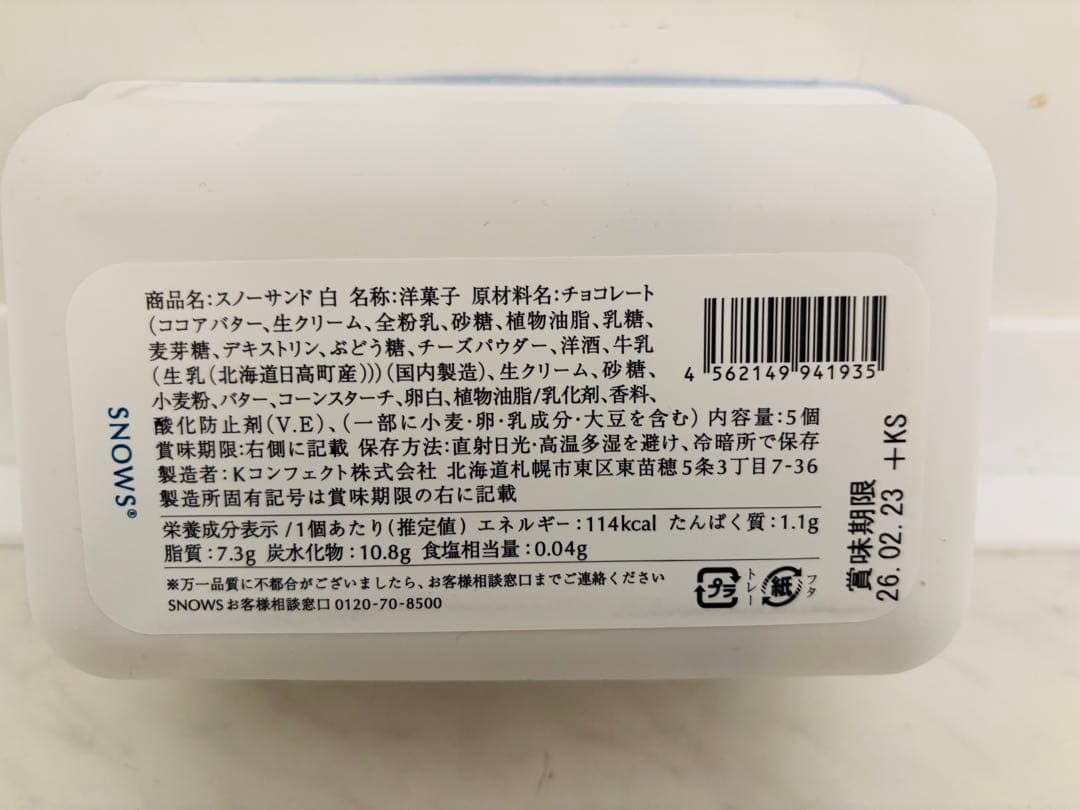 商品名:スノーサンド 白 名称:洋菓子 原材料名:チョコレート
(ココアバター、生クリーム、全粉乳、砂糖、植物油脂、乳糖、
麦芽糖、デキストリン、ぶどう糖、チーズパウダー、洋酒、牛乳
(生乳(北海道日高町産)))(国内製造)、生クリーム、砂糖、
小麦粉、バター、コーンスターチ、卵白、植物油脂/乳化剤、香料、
酸化防止剤(V.E)、(一部に小麦・卵・乳成分・大豆を含む) 内容量:5個
賞味期限:右側に記載 保存方法:直射日光・高温多湿を避け、冷暗所で保存
製造者:Kコンフェクト株式会社 北海道札幌市東区東苗穂5条3丁目7-36
製造所固有記号は賞味期限の右に記載
栄養成分表示/1個あたり(推定値) エネルギー:114kcal たんぱく質:1.1g
脂質:7.3g 炭水化物:10.8g 食塩相当量:0.04g
※万一品質に不都合がございましたら、お客様相談窓口までご連絡ください
SNOWSお客様相談窓口 0120-70-8500
SNOWS®
4 562149 941935
プラ
トレー
紙
フタ
賞味期限
26.02.23 +KS